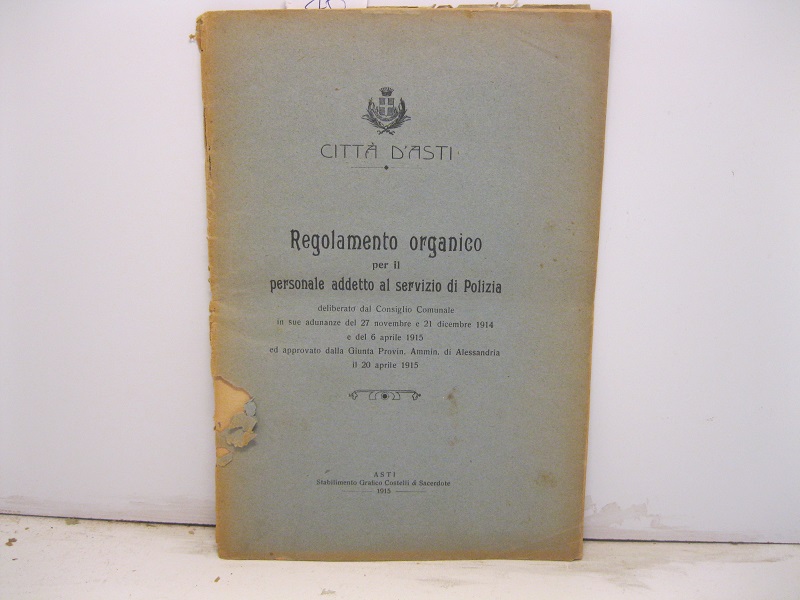 CITTÀ D'ASTI
Regolamento organico
per il
personale addetto al servizio di Polizia
deliberato dal Consiglio Comunale
in sue adunanze del 27 novembre e 21 dicembre 1914
e del 6 aprile 1915
ed approvato dalla Giunta Provin. Ammin. di Alessandria
il 20 aprile 1915
ASTI
Stabilimento Grafico Costelli & Sacerdote
1915